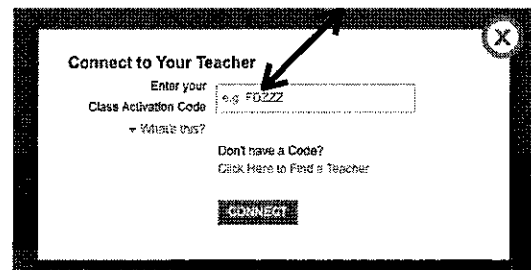 Connect to Your Teacher
Enter your
Class Activation Code
e.g. FDZZZ
What's this?
Don't have a Code?
Click Here to Find a Teacher
CONNECT
X